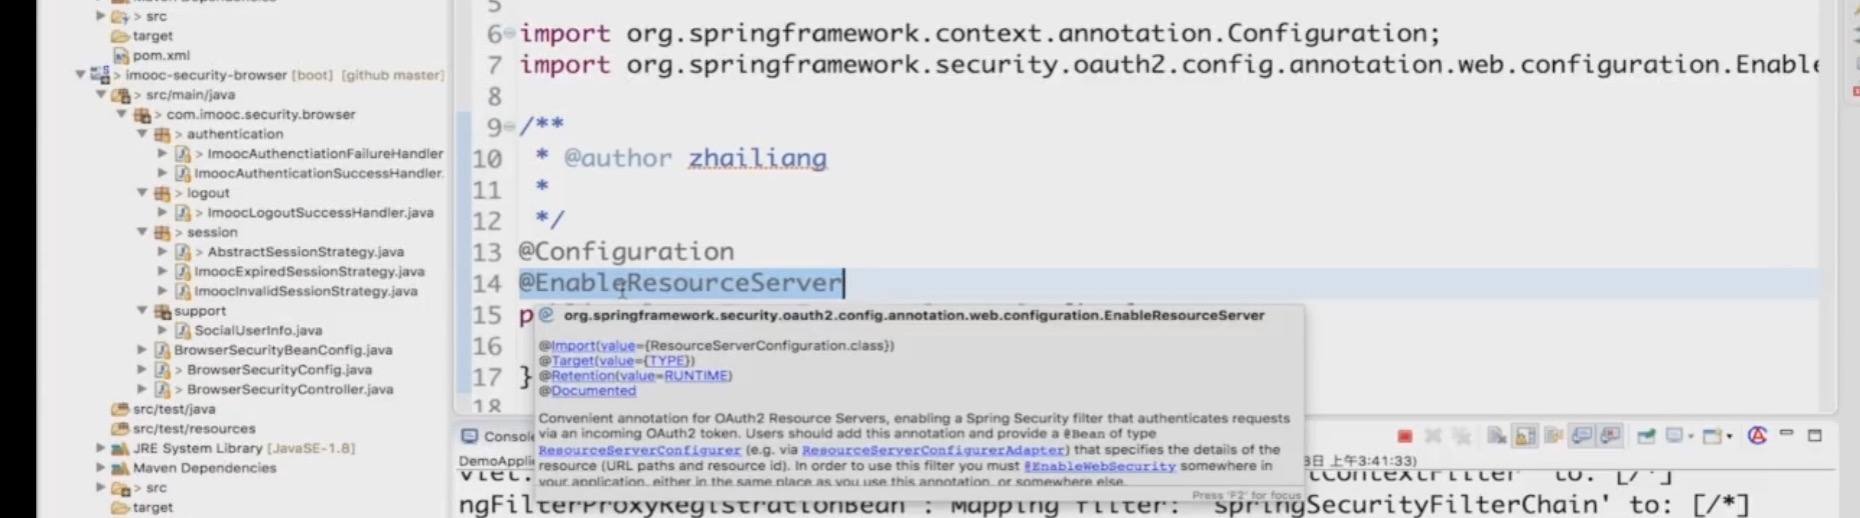 > src
target
pom.xml
> imooc-security-browser [boot] [github master]
> src/main/java
> com.imooc.security.browser
> authentication
> ImoocAuthenctiationFailureHandler
ImoocAuthenticationSuccessHandler.
> logout
> ImoocLogoutSuccessHandler.java
> session
> AbstractSessionStrategy.java
ImoocExpiredSessionStrategy.java
ImoocInvalidSessionStrategy.java
support
SocialUserInfo.java
BrowserSecurityBeanConfig.java
> BrowserSecurityConfig.java
> BrowserSecurityController.java
src/test/java
src/test/resources
JRE System Library [JavaSE-1.8]
Maven Dependencies
> src
target
5
6 import org.springframework.context.annotation.Configuration;
7 import org.springframework.security.oauth2.config.annotation.web.configuration.Enable
8
9 /**
10 * @author zhailiang
11 *
12 */
13 @Configuration
14 @EnableResourceServer
15 p
16
17 }
18
@ org.springframework.security.oauth2.config.annotation.web.configuration.EnableResourceServer
@Import(value={ResourceServerConfiguration.class})
@Target(value={TYPE})
@Retention(value=RUNTIME)
@Documented
Convenient annotation for OAuth2 Resource Servers, enabling a Spring Security filter that authenticates requests
via an incoming OAuth2 token. Users should add this annotation and provide a @Bean of type
ResourceServerConfigurer (e.g. via ResourceServerConfigurerAdapter) that specifies the details of the
resource (URL paths and resource id). In order to use this filter you must @EnableWebSecurity somewhere in
your application, either in the same place as you use this annotation, or somewhere else.
Press 'F2' for focus
Console
DemoApplic
日 上午3:41:33)
to: [/*]
ngFilterProxyRegistrationBean : Mapping filter: 'springSecurityFilterChain' to: [/*]